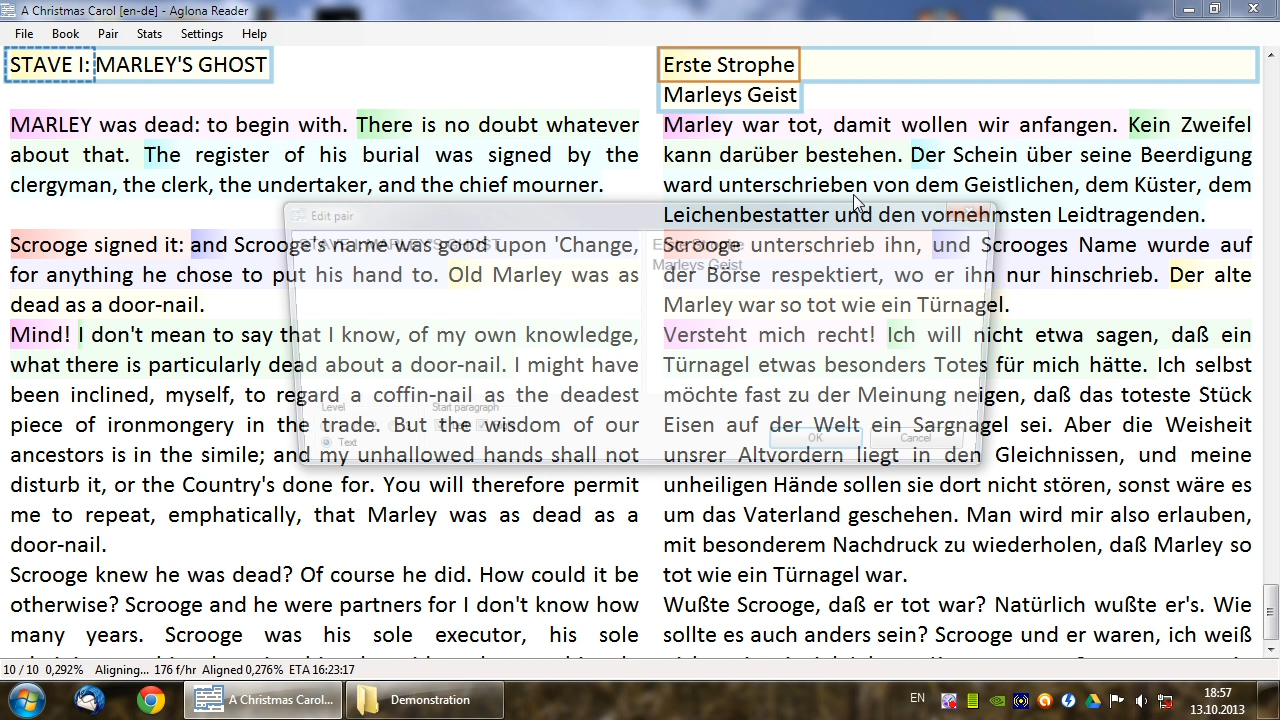 A Christmas Carol [en-de] - Aglona Reader
File Book Pair Stats Settings Help
STAVE I: MARLEY'S GHOST
MARLEY was dead: to begin with. There is no doubt whatever
about that. The register of his burial was signed by the
clergyman, the clerk, the undertaker, and the chief mourner.
Scrooge signed it: and Scrooge's name was good upon 'Change,
for anything he chose to put his hand to. Old Marley was as
dead as a door-nail.
Mind! I don't mean to say that I know, of my own knowledge,
what there is particularly dead about a door-nail. I might have
been inclined, myself, to regard a coffin-nail as the deadest
piece of ironmongery in the trade. But the wisdom of our
ancestors is in the simile; and my unhallowed hands shall not
disturb it, or the Country's done for. You will therefore permit
me to repeat, emphatically, that Marley was as dead as a
door-nail.
Scrooge knew he was dead? Of course he did. How could it be
otherwise? Scrooge and he were partners for I don't know how
many years. Scrooge was his sole executor, his sole
Erste Strophe
Marleys Geist
Marley war tot, damit wollen wir anfangen. Kein Zweifel
kann darüber bestehen. Der Schein über seine Beerdigung
ward unterschrieben von dem Geistlichen, dem Küster, dem
Leichenbestatter und den vornehmsten Leidtragenden.
Scrooge unterschrieb ihn, und Scrooges Name wurde auf
der Börse respektiert, wo er ihn nur hinschrieb. Der alte
Marley war so tot wie ein Türnagel.
Versteht mich recht! Ich will nicht etwa sagen, daß ein
Türnagel etwas besonders Totes für mich hätte. Ich selbst
möchte fast zu der Meinung neigen, daß das toteste Stück
Eisen auf der Welt ein Sargnagel sei. Aber die Weisheit
unsrer Altvordern liegt in den Gleichnissen, und meine
unheiligen Hände sollen sie dort nicht stören, sonst wäre es
um das Vaterland geschehen. Man wird mir also erlauben,
mit besonderem Nachdruck zu wiederholen, daß Marley so
tot wie ein Türnagel war.
Wußte Scrooge, daß er tot war? Natürlich wußte er's. Wie
sollte es auch anders sein? Scrooge und er waren, ich weiß
Edit pair
STAVE I: MARLEY'S GHOST
Erste Strophe
Marleys Geist
Level
Start paragraph
Text
OK
Cancel
10 / 10 0,292% Aligning... 176 f/hr Aligned 0,276% ETA 16:23:17
A Christmas Carol...
Demonstration
EN
18:57
13.10.2013